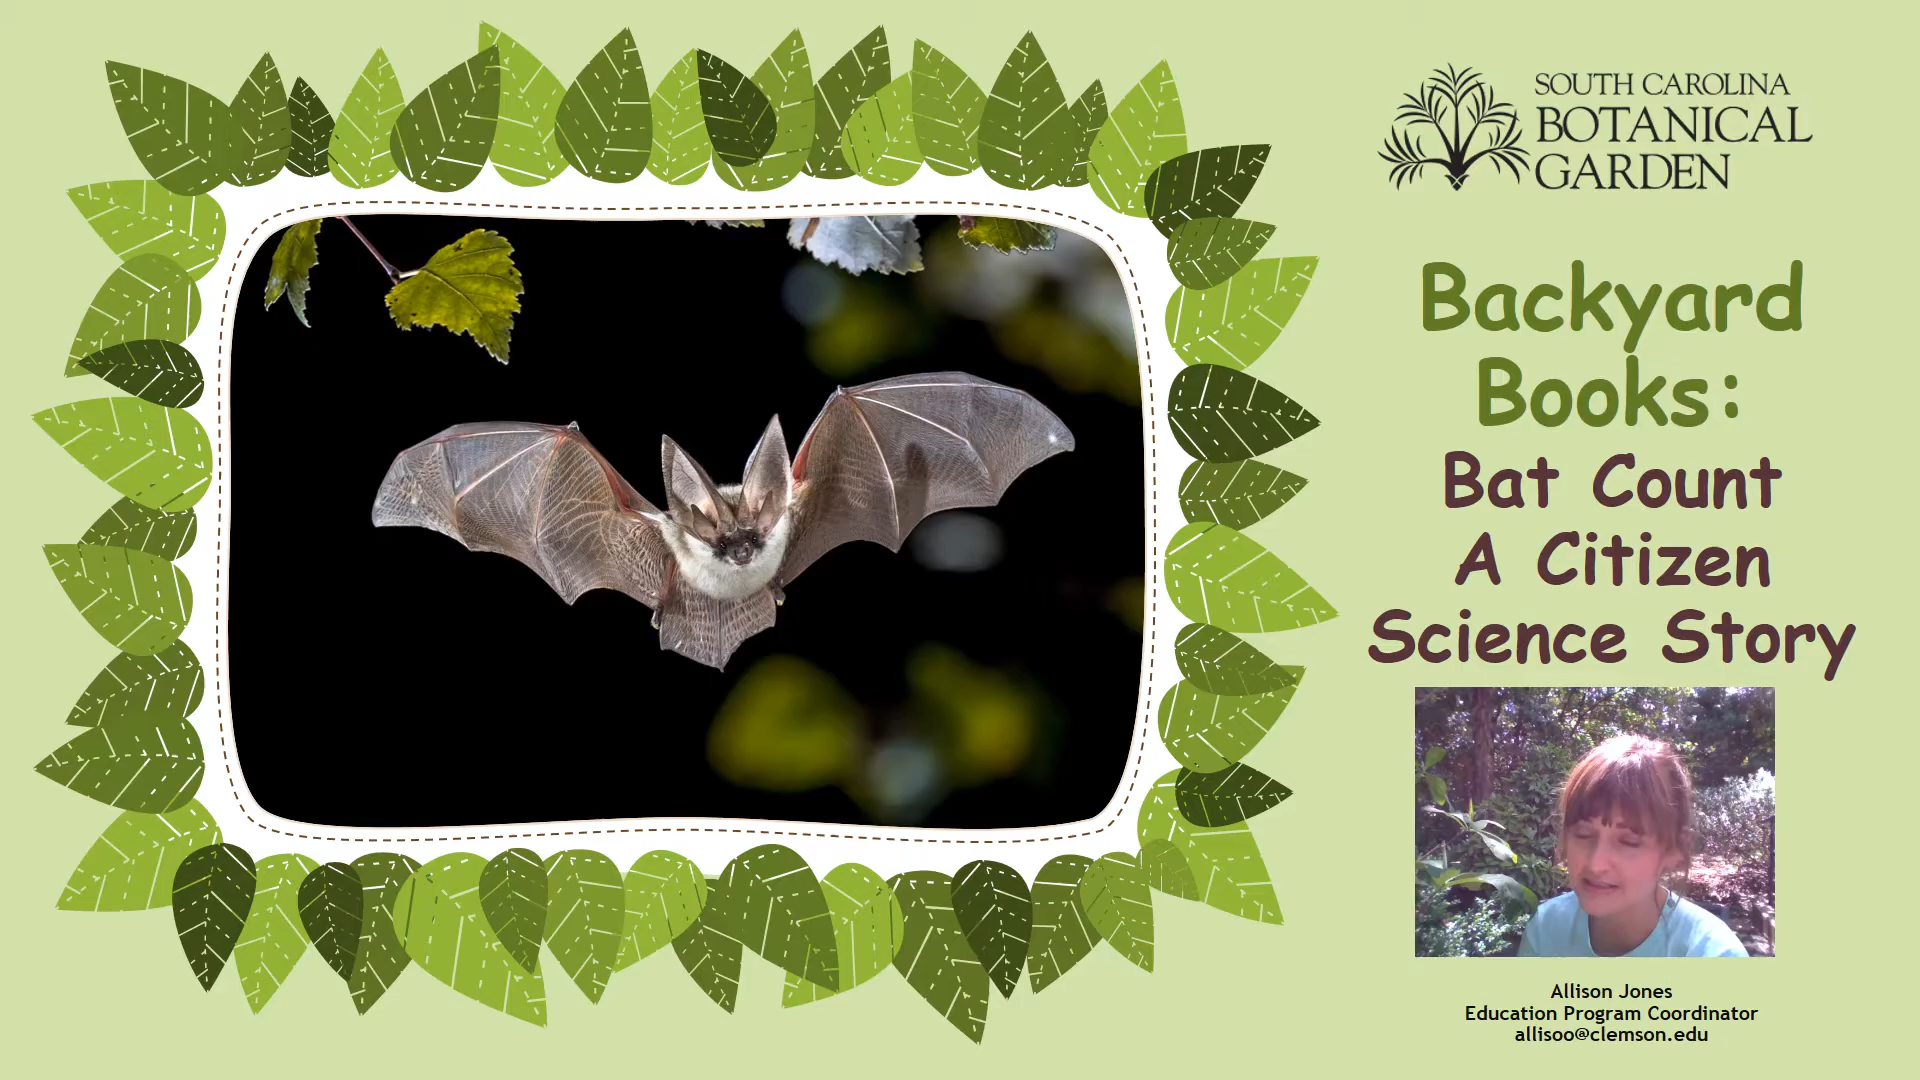 SOUTH CAROLINA
BOTANICAL
GARDEN
Backyard
Books:
Bat Count
A Citizen
Science Story
Allison Jones
Education Program Coordinator
allisoo@clemson.edu